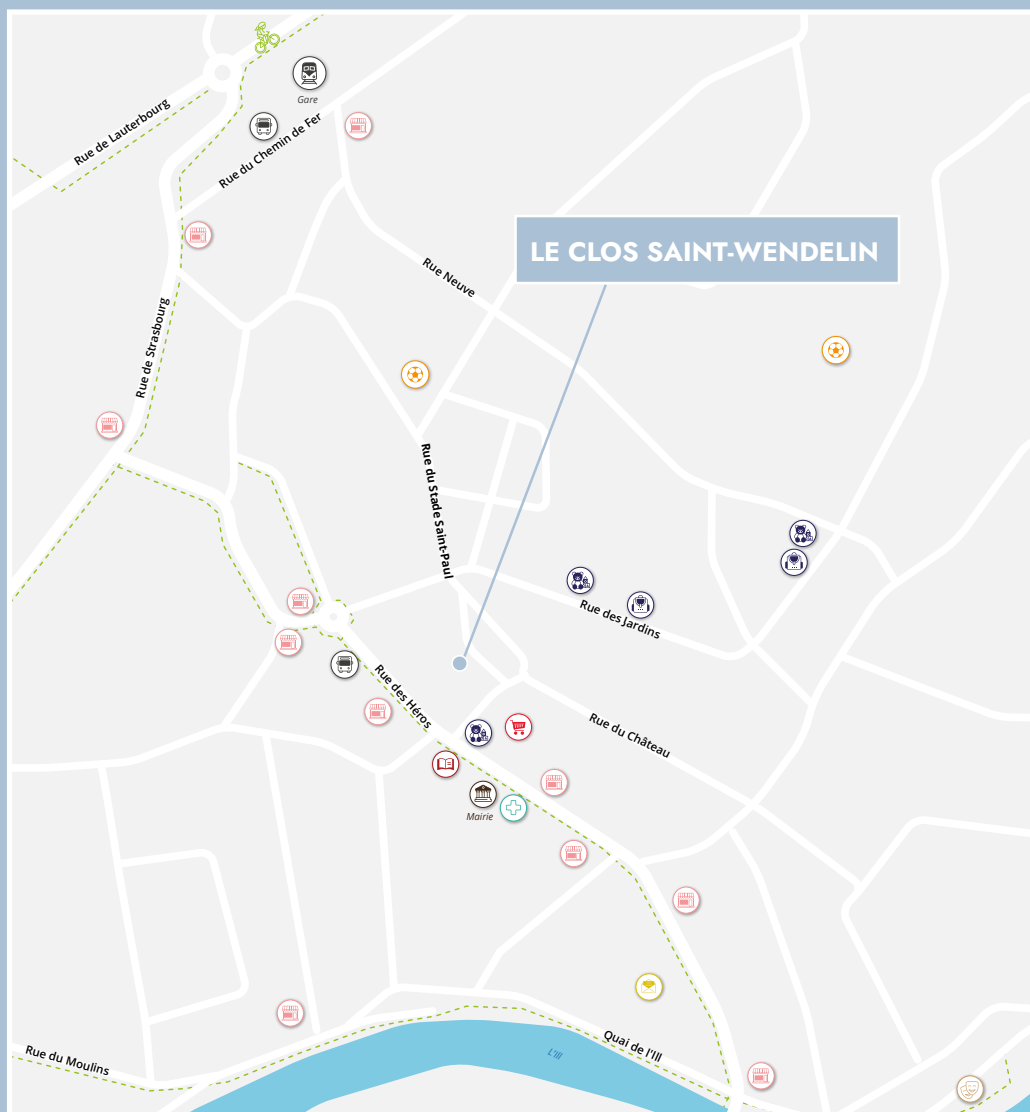 Gare
Rue de Lauterbourg
Rue du Chemin de Fer
LE CLOS SAINT-WENDELIN
Rue Neuve
Rue de Strasbourg
Rue du Stade Saint-Paul
Rue des Jardins
Rue des Héros
Rue du Château
Mairie
Quai de l'Ill
L'Ill
Rue du Moulins